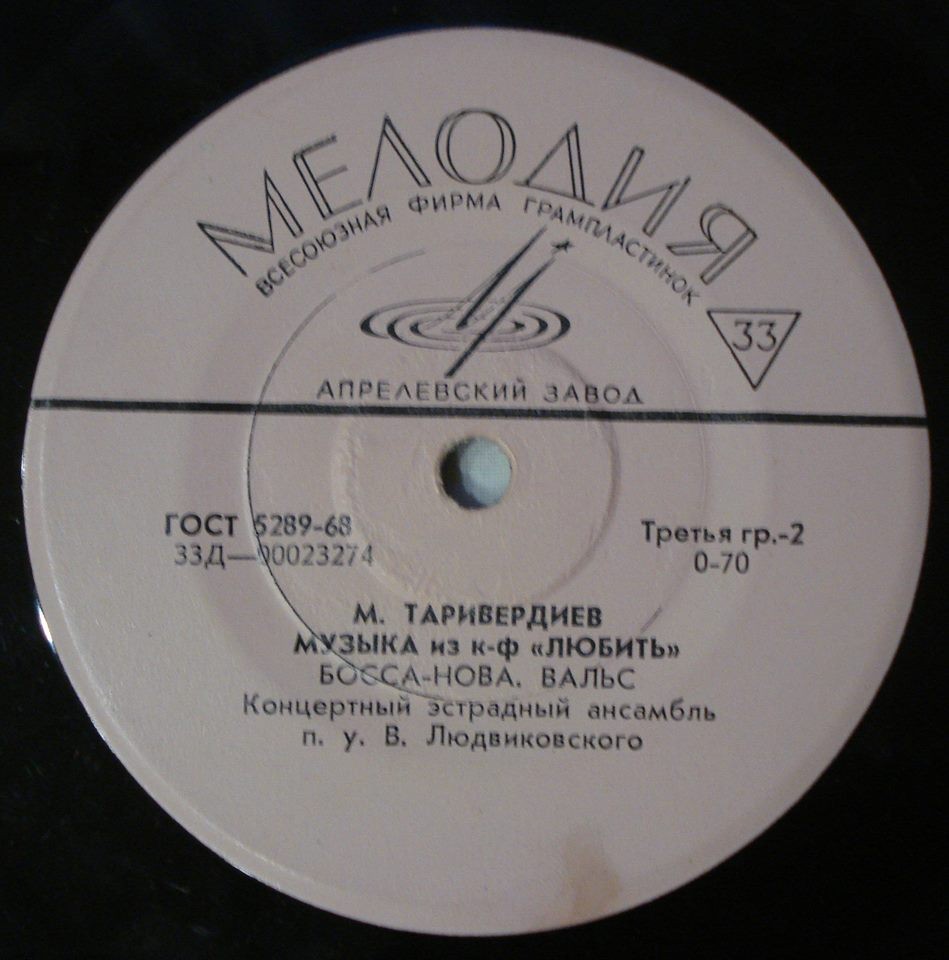 МЕЛОДИЯ
ВСЕСОЮЗНАЯ ФИРМА ГРАМПЛАСТИНОК
33
АПРЕЛЕВСКИЙ ЗАВОД
ГОСТ 5289-68
33Д—00023274
Третья гр.-2
0-70
М. ТАРИВЕРДИЕВ
МУЗЫКА из к-ф «ЛЮБИТЬ»
БОССА-НОВА. ВАЛЬС
Концертный эстрадный ансамбль
п. у. В. Людвиковского